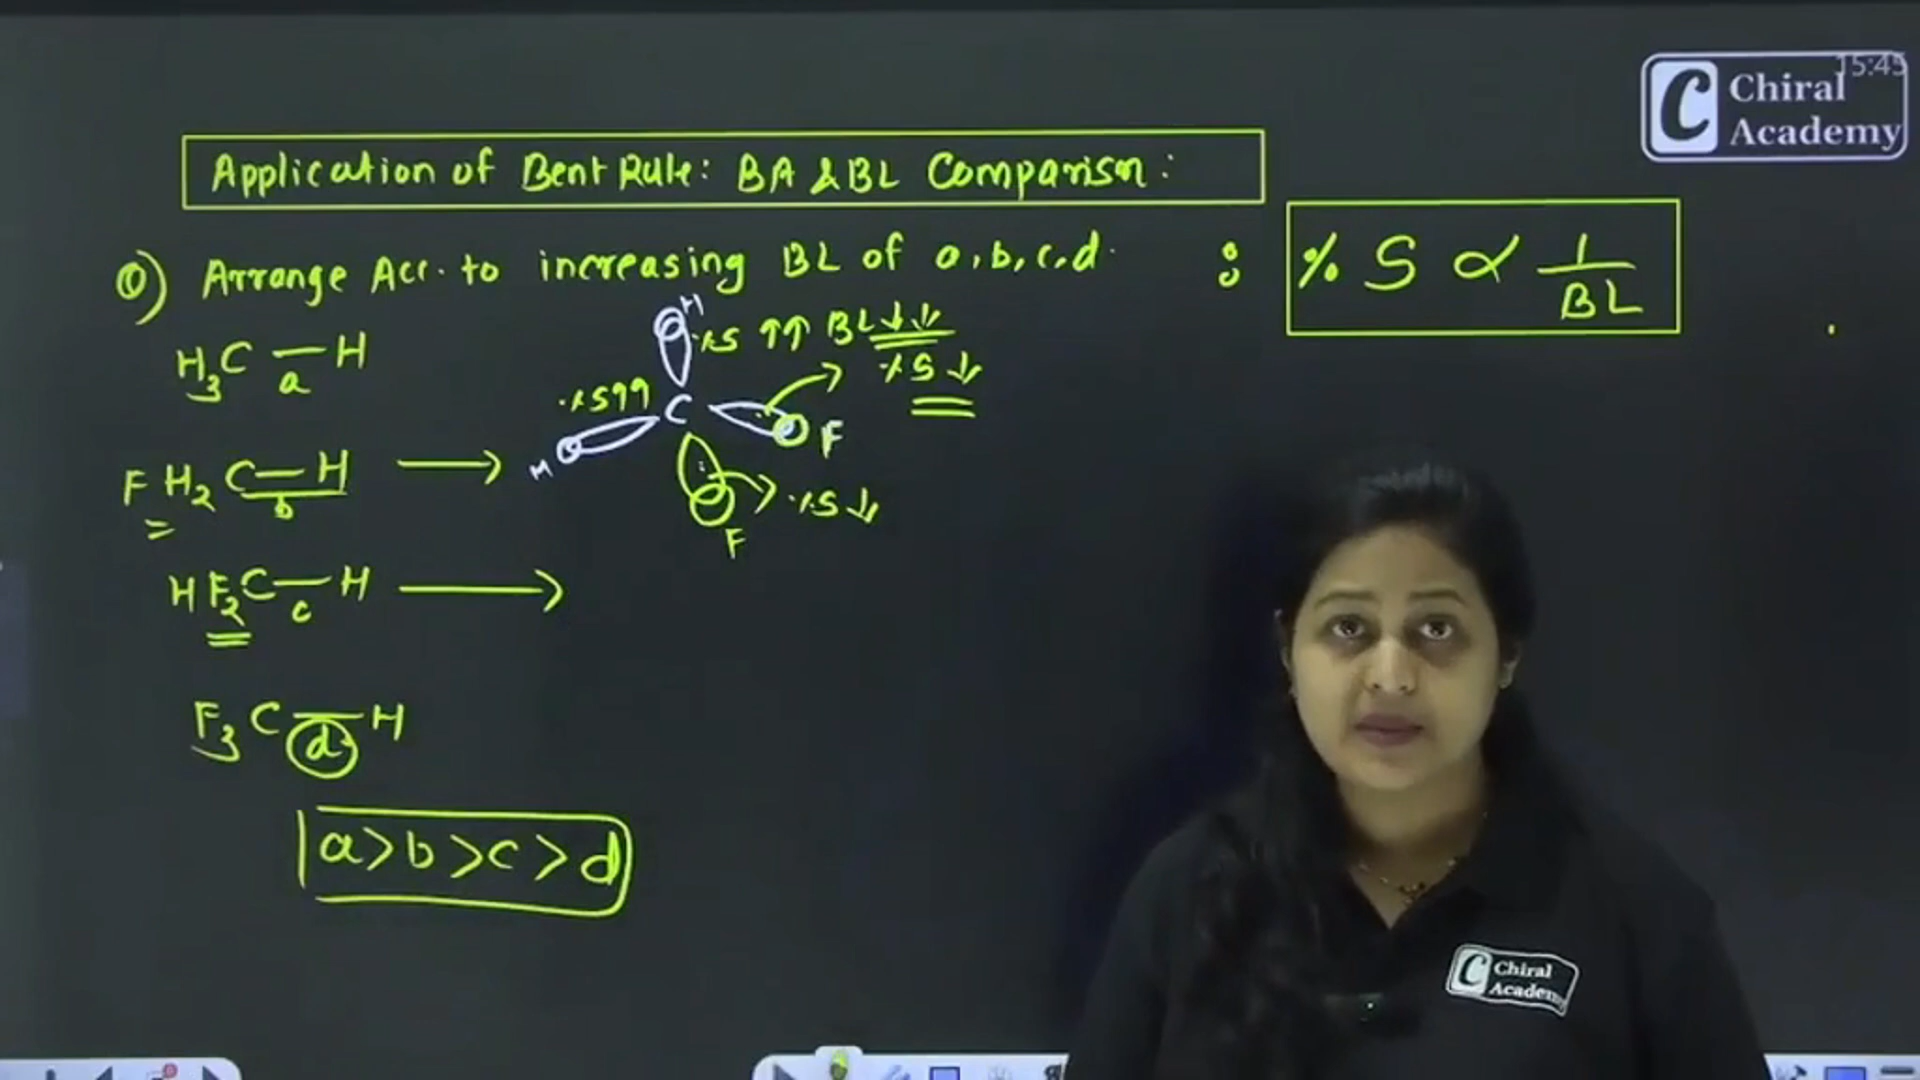 15:45
Chiral
Academy
Application of Bent Rule: BA & BL Comparison:
Q) Arrange Acc. to increasing BL of a, b, c, d. :
% S ∝ 1/BL
H₃C — H
a
H
%S ↑↑ BL ↓↓
%S ↓
%S↑↑
C
F
H
F H₂ C — H →
b
%S ↓
F
H F₂ C — H →
c
F₃ C — H
d
a > b > c > d
Chiral
Academy